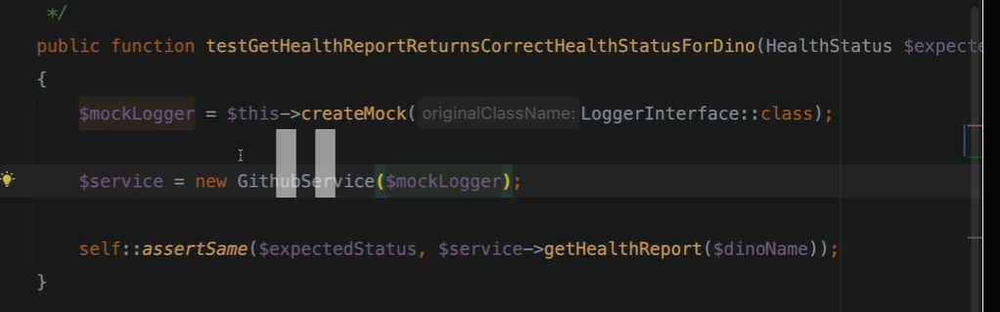 */
public function testGetHealthReportReturnsCorrectHealthStatusForDino(HealthStatus $expecte
{
$mockLogger = $this->createMock( originalClassName: LoggerInterface::class);
$service = new GithubService($mockLogger);
self::assertSame($expectedStatus, $service->getHealthReport($dinoName));
}